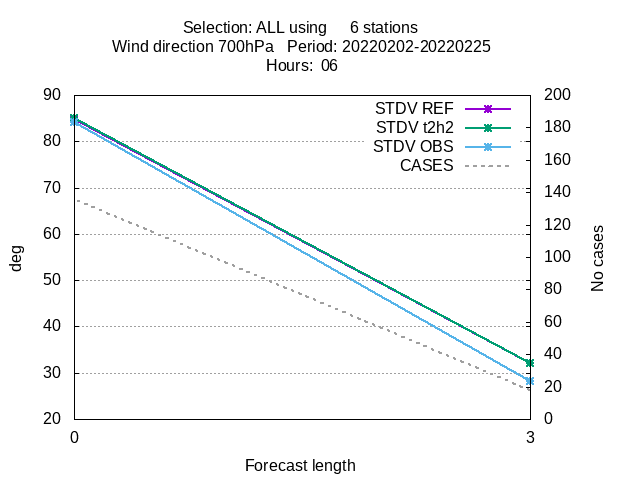 Selection: ALL using     6 stations
Wind direction 700hPa   Period: 20220202-20220225
Hours:  06
90 200
STDV REF
STDV t2h2
STDV OBS
CASES
80 180
70 160
60 140
50 120
40 100
30 80
20 60
40
20
0
deg
No cases
0 3
Forecast length